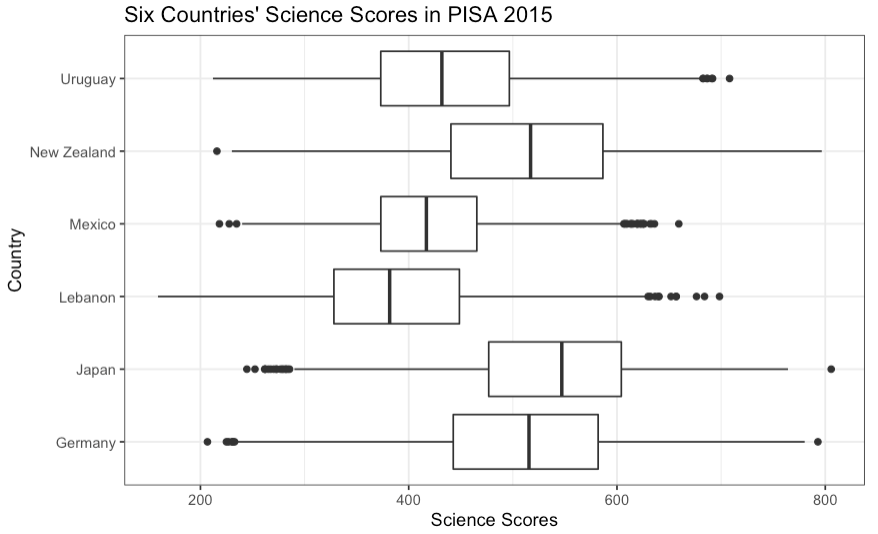 Six Countries' Science Scores in PISA 2015
Country
Uruguay
New Zealand
Mexico
Lebanon
Japan
Germany
200 400 600 800
Science Scores